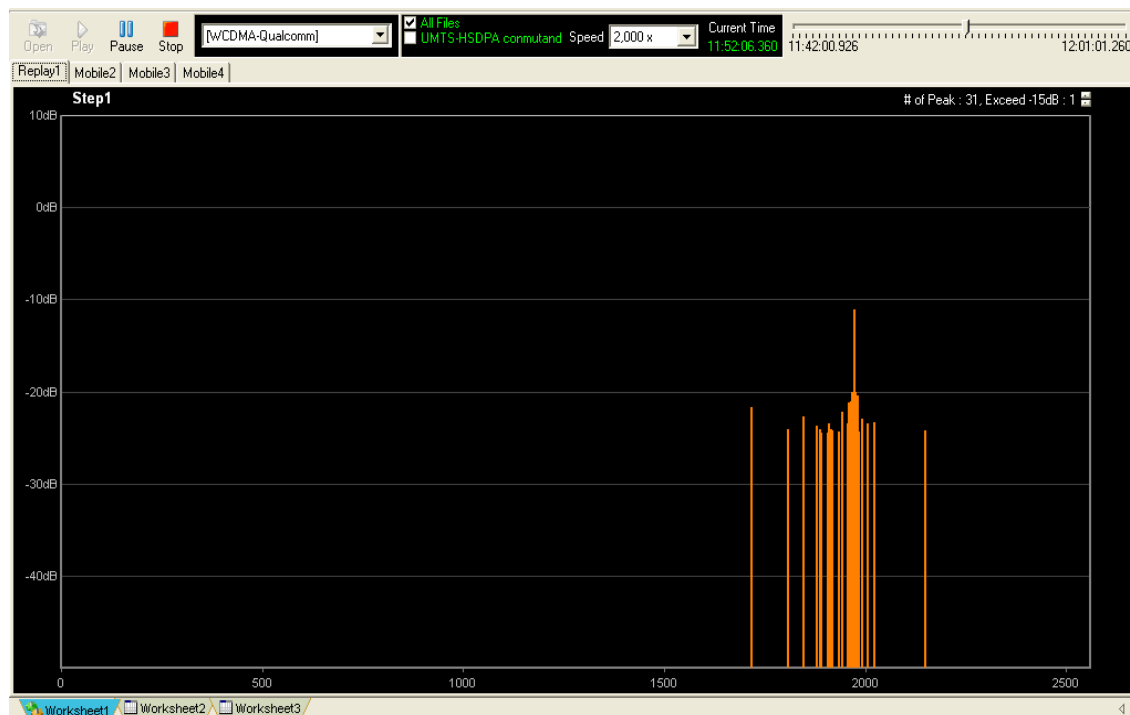 Open Play Pause Stop
[WCDMA-Qualcomm]
All Files
UMTS-HSDPA conmutand
Speed 2,000 x
Current Time
11:52:06.360
11:42:00.926 12:01:01.260
Replay1 Mobile2 Mobile3 Mobile4
Step1
# of Peak : 31, Exceed -15dB : 1
10dB
0dB
-10dB
-20dB
-30dB
-40dB
0 500 1000 1500 2000 2500
Worksheet1 Worksheet2 Worksheet3